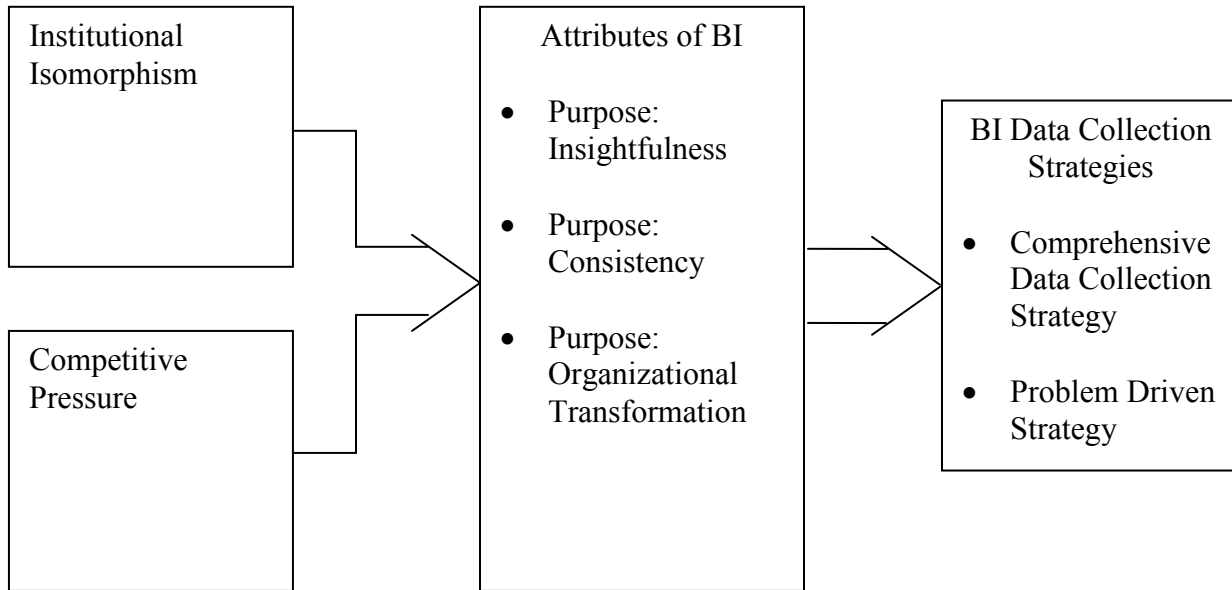 Institutional
Isomorphism
Competitive
Pressure
Attributes of BI
• Purpose:
Insightfulness
• Purpose:
Consistency
• Purpose:
Organizational
Transformation
BI Data Collection
Strategies
• Comprehensive
Data Collection
Strategy
• Problem Driven
Strategy